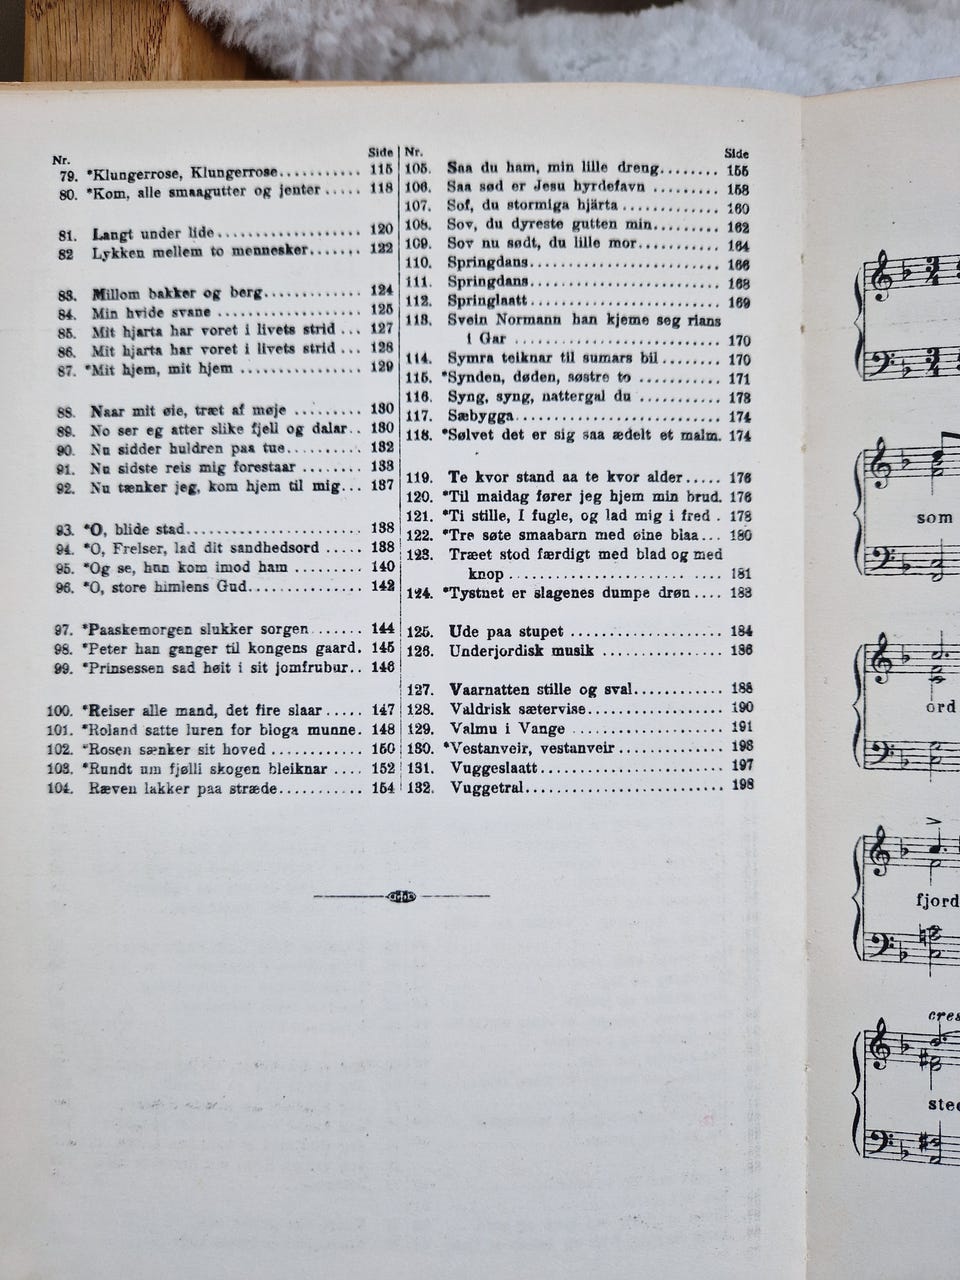 Nr. Side
79. *Klungerrose, Klungerrose............ 115
80. *Kom, alle smaagutter og jenter ..... 118
81. Langt under lide.................. 120
82 Lykken mellem to mennesker....... 122
83. Millom bakker og berg............ 124
84. Min hvide svane .................. 125
85. Mit hjarta har voret i livets strid ... 127
86. Mit hjarta har voret i livets strid ... 128
87. *Mit hjem, mit hjem ............... 129
88. Naar mit øie, træt af møje ......... 130
89. No ser eg atter slike fjell og dalar.. 130
90. Nu sidder huldren paa tue.......... 132
91. Nu sidste reis mig forestaar ........ 133
92. Nu tænker jeg, kom hjem til mig... 137
93. *O, blide stad...................... 138
94. *O, Frelser, lad dit sandhedsord ..... 138
95. *Og se, han kom imod ham ......... 140
96. *O, store himlens Gud............... 142
97. *Paaskemorgen slukker sorgen ...... 144
98. *Peter han ganger til kongens gaard. 145
99. *Prinsessen sad høit i sit jomfrubur.. 146
100. *Reiser alle mand, det fire slaar ..... 147
101. *Roland satte luren for bloga munne. 148
102. *Rosen sænker sit hoved ............ 150
103. *Rundt um fjølli skogen bleiknar .... 152
104. Ræven lakker paa stræde........... 154
Nr. Side
105. Saa du ham, min lille dreng........ 155
106. Saa sød er Jesu hyrdefavn ......... 158
107. Sof, du stormiga hjärta ............. 160
108. Sov, du dyreste gutten min......... 162
109. Sov nu sødt, du lille mor........... 164
110. Springdans........................ 166
111. Springdans........................ 168
112. Springlaatt........................ 169
113. Svein Normann han kjeme seg rians
i Gar .......................... 170
114. Symra teiknar til sumars bil ........ 170
115. *Synden, døden, søstre to ........... 171
116. Syng, syng, nattergal du ........... 173
117. Sæbygga.......................... 174
118. *Sølvet det er sig saa ædelt et malm. 174
119. Te kvor stand aa te kvor alder..... 176
120. *Til maidag fører jeg hjem min brud. 176
121. *Ti stille, I fugle, og lad mig i fred . 178
122. *Tre søte smaabarn med øine blaa... 180
123. Træet stod færdigt med blad og med
knop ...................... .... 181
124. *Tystnet er slagenes dumpe drøn.... 183
125. Ude paa stupet .................... 184
126. Underjordisk musik ................ 186
127. Vaarnatten stille og sval............ 188
128. Valdrisk sætervise.................. 190
129. Valmu i Vange .................... 191
130. *Vestanveir, vestanveir .............. 193
131. Vuggeslaatt........................ 197
132. Vuggetral.......................... 198
som
ord
fjord
cres
stee